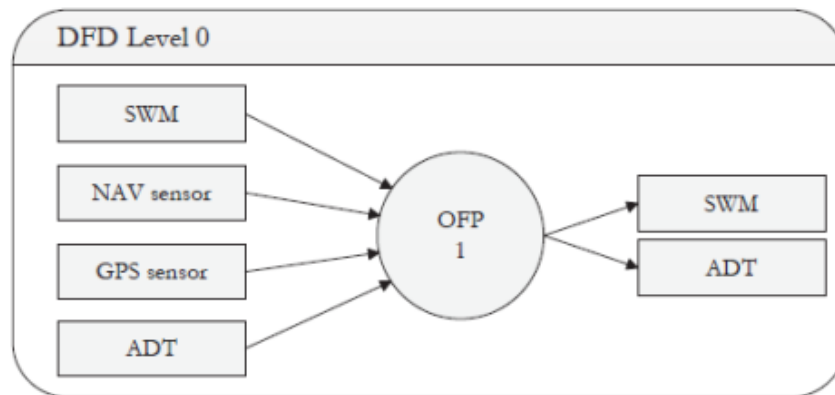 DFD Level 0
SWM
NAV sensor
GPS sensor
ADT
OFP
1
SWM
ADT